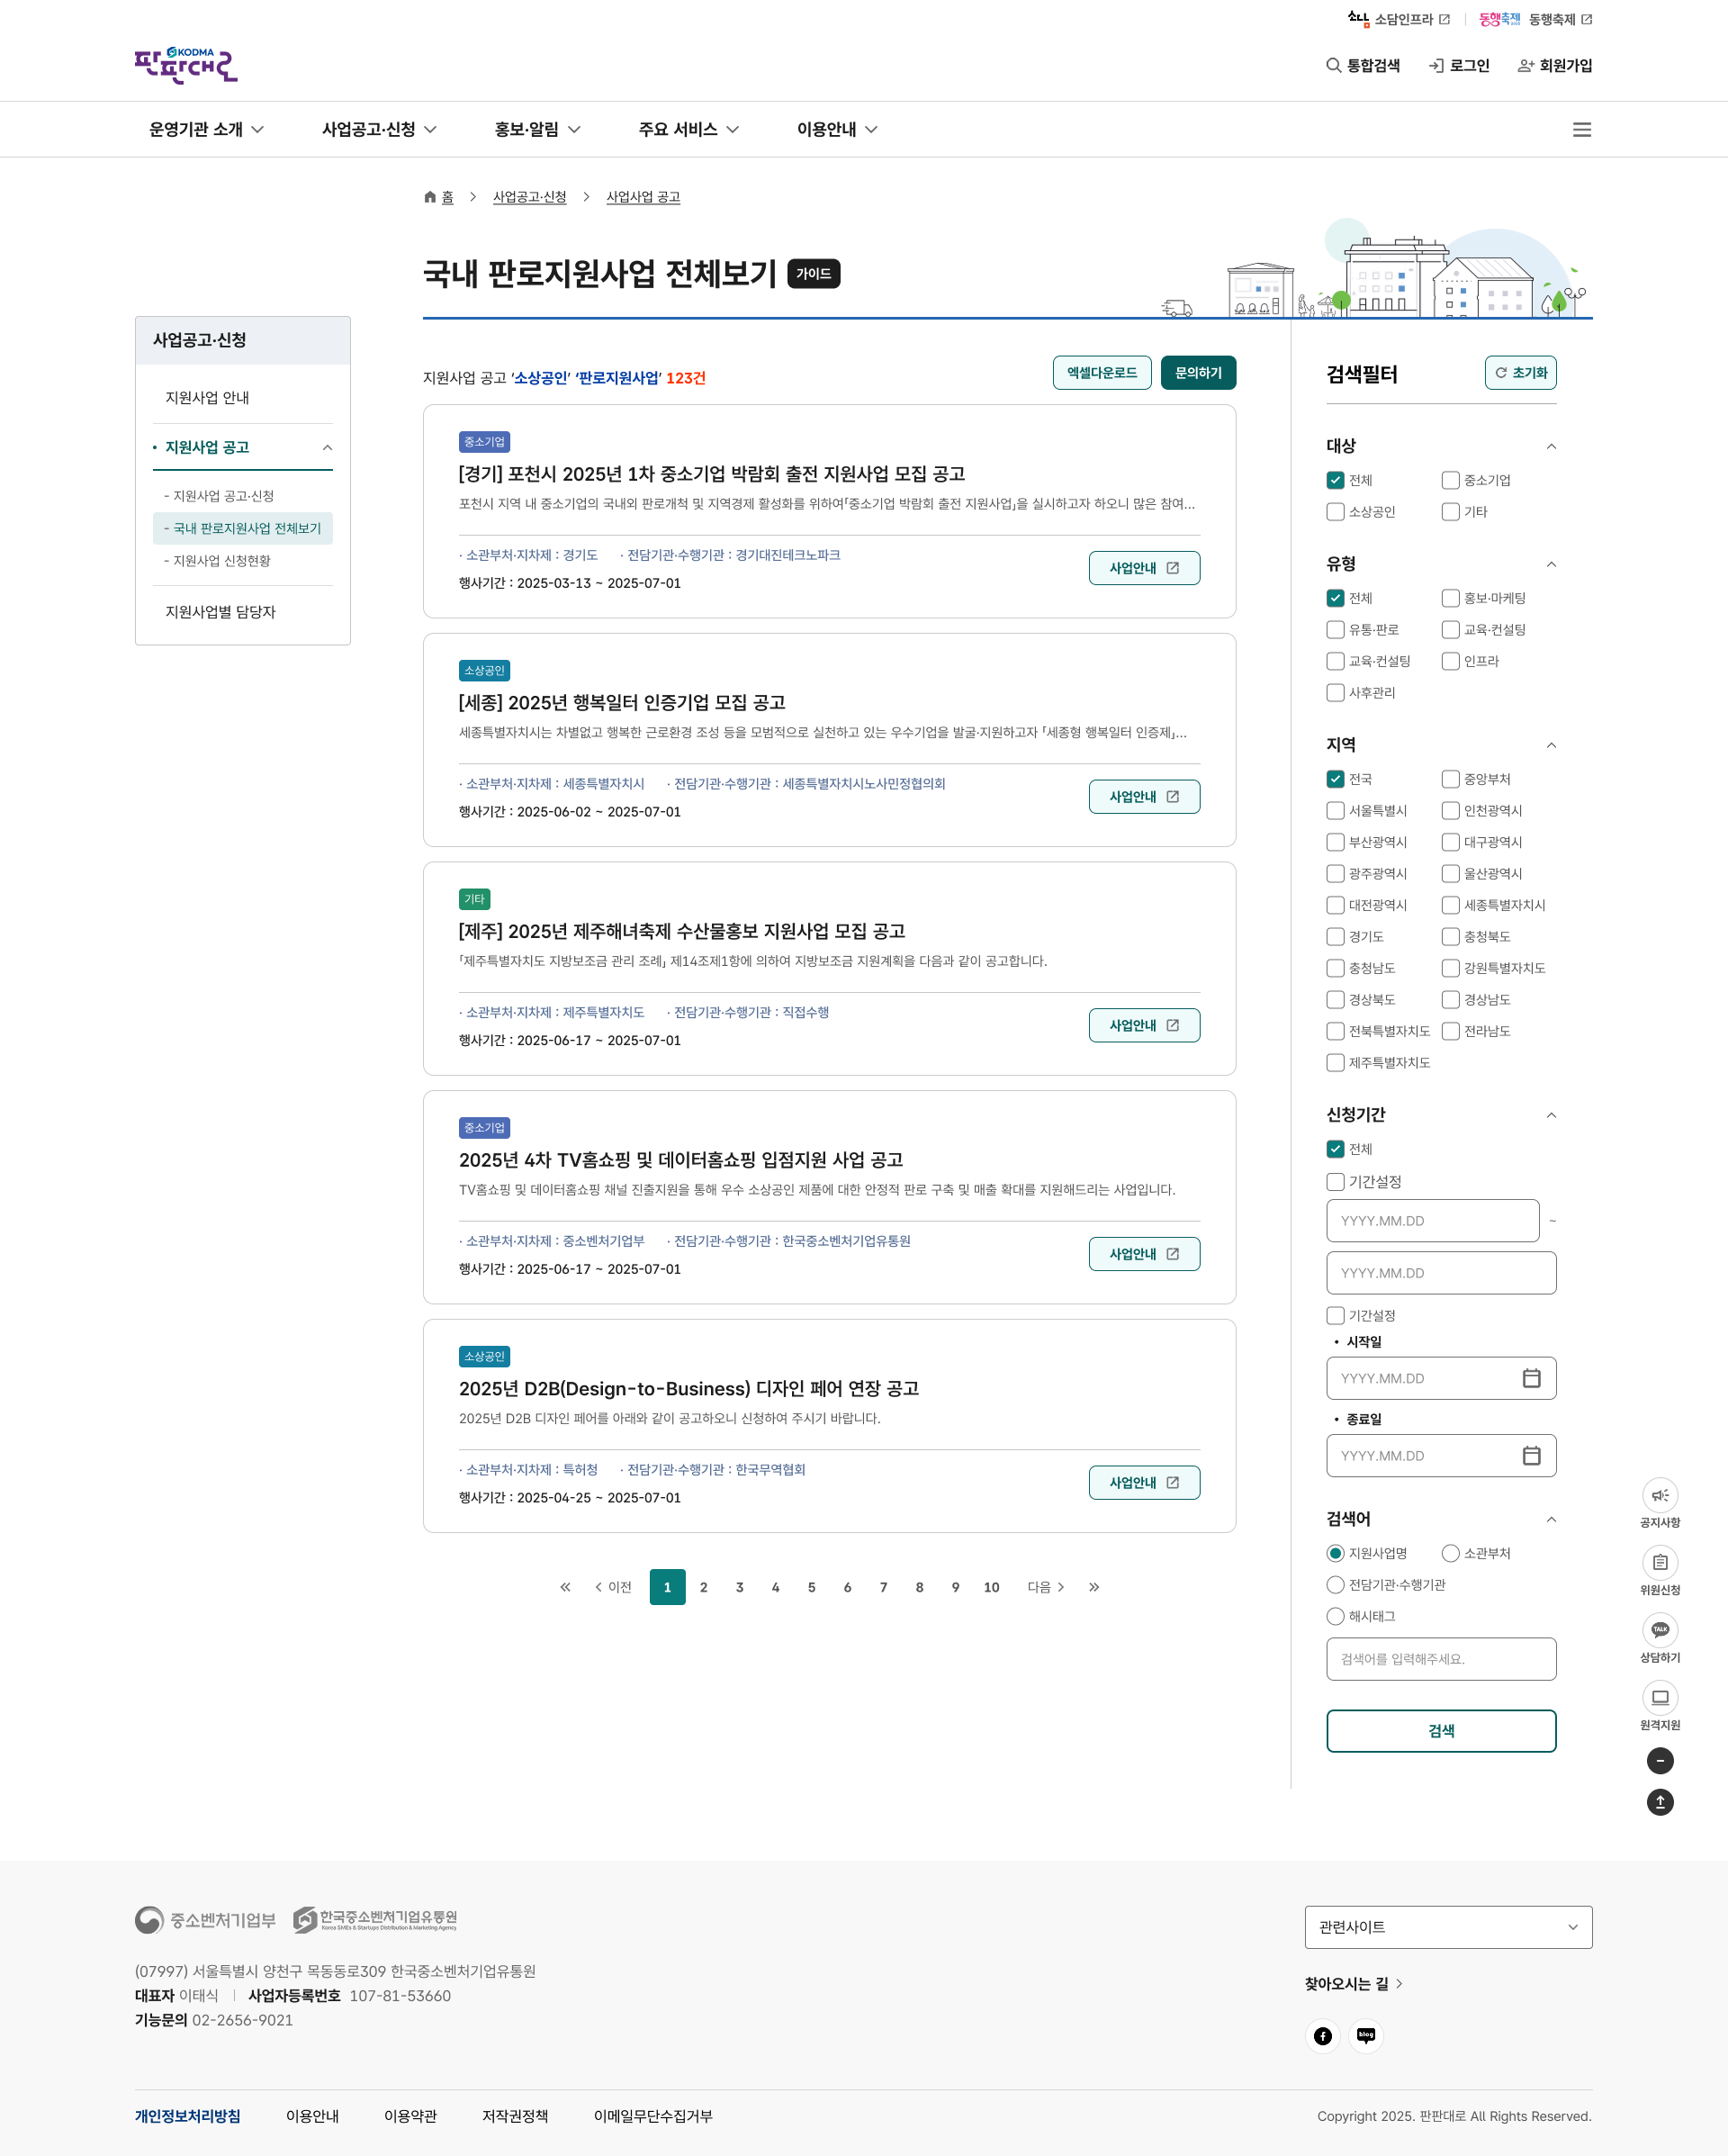 소담 소담인프라
동행축제 동행축제
KODMA
판판대로
통합검색
로그인
회원가입
운영기관 소개
사업공고·신청
홍보·알림
주요 서비스
이용안내
홈
사업공고·신청
사업사업 공고
국내 판로지원사업 전체보기
가이드
사업공고·신청
지원사업 안내
• 지원사업 공고
- 지원사업 공고·신청
- 국내 판로지원사업 전체보기
- 지원사업 신청현황
지원사업별 담당자
지원사업 공고 ‘소상공인’ ‘판로지원사업’ 123건
엑셀다운로드
문의하기
중소기업
[경기] 포천시 2025년 1차 중소기업 박람회 출전 지원사업 모집 공고
포천시 지역 내 중소기업의 국내외 판로개척 및 지역경제 활성화를 위하여「중소기업 박람회 출전 지원사업」을 실시하고자 하오니 많은 참여...
· 소관부처·지차제 : 경기도
· 전담기관·수행기관 : 경기대진테크노파크
행사기간 : 2025-03-13 ~ 2025-07-01
사업안내
소상공인
[세종] 2025년 행복일터 인증기업 모집 공고
세종특별자치시는 차별없고 행복한 근로환경 조성 등을 모범적으로 실천하고 있는 우수기업을 발굴·지원하고자 「세종형 행복일터 인증제」...
· 소관부처·지차제 : 세종특별자치시
· 전담기관·수행기관 : 세종특별자치시노사민정협의회
행사기간 : 2025-06-02 ~ 2025-07-01
사업안내
기타
[제주] 2025년 제주해녀축제 수산물홍보 지원사업 모집 공고
「제주특별자치도 지방보조금 관리 조례」 제14조제1항에 의하여 지방보조금 지원계획을 다음과 같이 공고합니다.
· 소관부처·지차제 : 제주특별자치도
· 전담기관·수행기관 : 직접수행
행사기간 : 2025-06-17 ~ 2025-07-01
사업안내
중소기업
2025년 4차 TV홈쇼핑 및 데이터홈쇼핑 입점지원 사업 공고
TV홈쇼핑 및 데이터홈쇼핑 채널 진출지원을 통해 우수 소상공인 제품에 대한 안정적 판로 구축 및 매출 확대를 지원해드리는 사업입니다.
· 소관부처·지차제 : 중소벤처기업부
· 전담기관·수행기관 : 한국중소벤처기업유통원
행사기간 : 2025-06-17 ~ 2025-07-01
사업안내
소상공인
2025년 D2B(Design-to-Business) 디자인 페어 연장 공고
2025년 D2B 디자인 페어를 아래와 같이 공고하오니 신청하여 주시기 바랍니다.
· 소관부처·지차제 : 특허청
· 전담기관·수행기관 : 한국무역협회
행사기간 : 2025-04-25 ~ 2025-07-01
사업안내
이전 1 2 3 4 5 6 7 8 9 10 다음
검색필터
초기화
대상
전체 중소기업
소상공인 기타
유형
전체 홍보·마케팅
유통·판로 교육·컨설팅
교육·컨설팅 인프라
사후관리
지역
전국 중앙부처
서울특별시 인천광역시
부산광역시 대구광역시
광주광역시 울산광역시
대전광역시 세종특별자치시
경기도 충청북도
충청남도 강원특별자치도
경상북도 경상남도
전북특별자치도 전라남도
제주특별자치도
신청기간
전체
기간설정
YYYY.MM.DD ~
YYYY.MM.DD
기간설정
• 시작일
YYYY.MM.DD
• 종료일
YYYY.MM.DD
검색어
지원사업명 소관부처
전담기관·수행기관
해시태그
검색어를 입력해주세요.
검색
공지사항
위원신청
TALK
상담하기
원격지원
중소벤처기업부
한국중소벤처기업유통원
Korea SMEs & Startups Distribution & Marketing Agency
(07997) 서울특별시 양천구 목동동로309 한국중소벤처기업유통원
대표자 이태식 사업자등록번호 107-81-53660
기능문의 02-2656-9021
관련사이트
찾아오시는 길
blog
개인정보처리방침
이용안내
이용약관
저작권정책
이메일무단수집거부
Copyright 2025. 판판대로 All Rights Reserved.